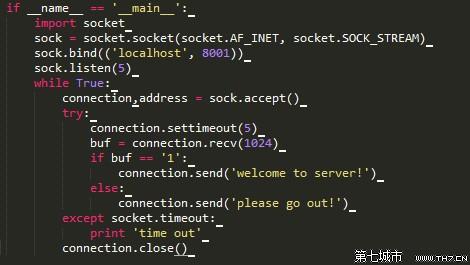 if __name__ == '__main__':
    import socket
    sock = socket.socket(socket.AF_INET, socket.SOCK_STREAM)
    sock.bind(('localhost', 8001))
    sock.listen(5)
    while True:
        connection,address = sock.accept()
        try:
            connection.settimeout(5)
            buf = connection.recv(1024)
            if buf == '1':
                connection.send('welcome to server!')
            else:
                connection.send('please go out!')
        except socket.timeout:
            print 'time out'
        connection.close()
第七城市 WWW.TH7.CN